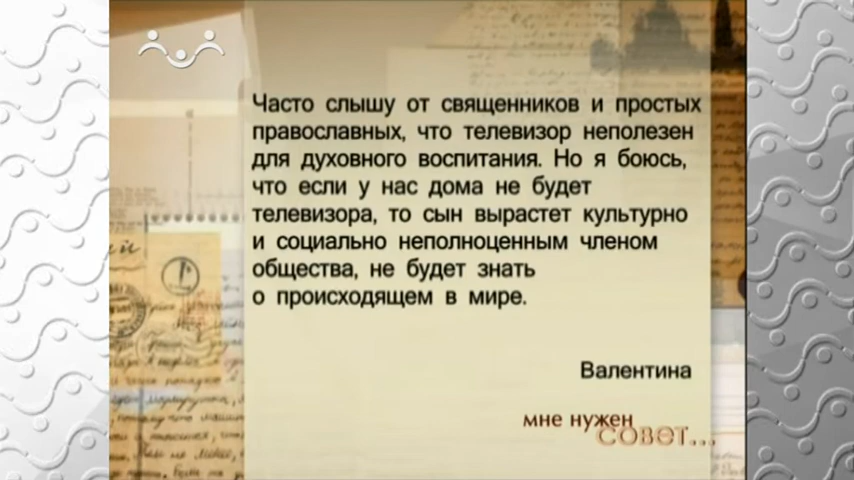 Часто слышу от священников и простых
православных, что телевизор неполезен
для духовного воспитания. Но я боюсь,
что если у нас дома не будет
телевизора, то сын вырастет культурно
и социально неполноценным членом
общества, не будет знать
о происходящем в мире.
Валентина
мне нужен
совет...